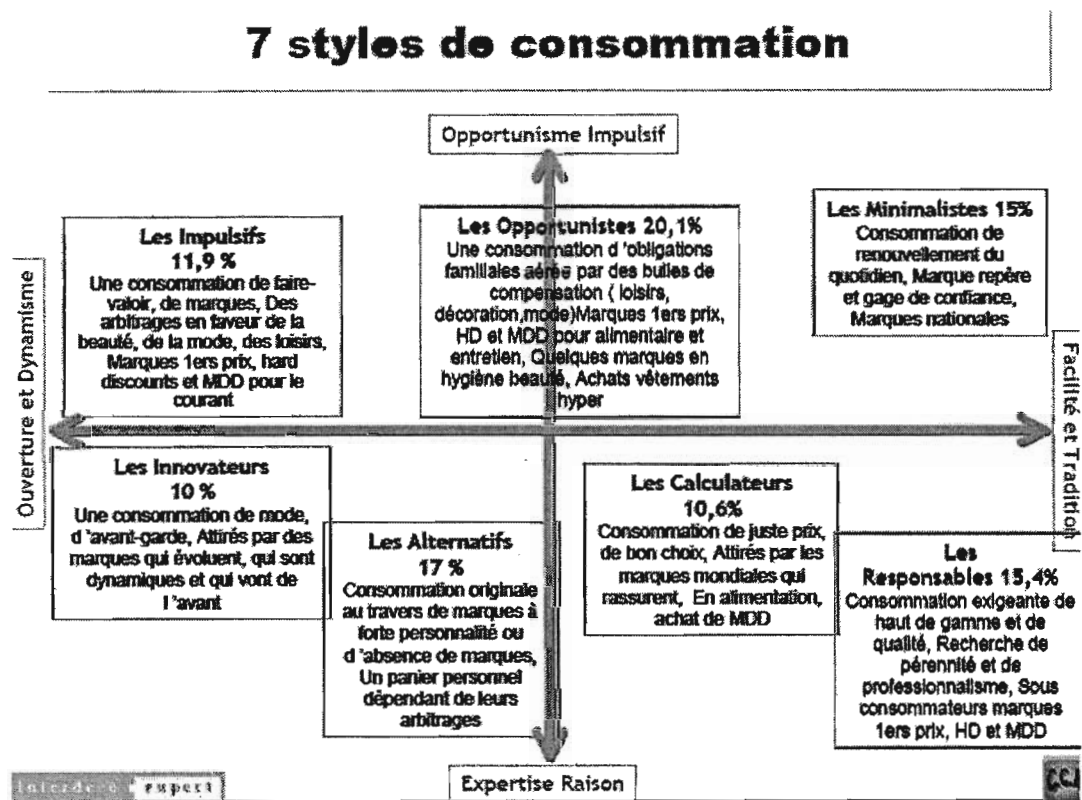 7 styles de consommation
Opportunisme Impulsif
Les Impulsifs
11,9 %
Une consommation de faire-
valoir, de marques, Des
arbitrages en faveur de la
beauté, de la mode, des loisirs,
Marques 1ers prix, hard
discounts et MDD pour le
courant
Les Opportunistes 20,1%
Une consommation d 'obligations
familiales aérée par des bulles de
compensation ( loisirs,
décoration,mode)Marques 1ers prix,
HD et MDD pour alimentaire et
entretien, Quelques marques en
hygiène beauté, Achats vêtements
hyper
Les Minimalistes 15%
Consommation de
renouvellement du
quotidien, Marque repère
et gage de confiance,
Marques nationales
Ouverture et Dynamisme
Facilité et Tradition
Les Innovateurs
10 %
Une consommation de mode,
d 'avant-garde, Attirés par des
marques qui évoluent, qui sont
dynamiques et qui vont de
l 'avant
Les Alternatifs
17 %
Consommation originale
au travers de marques à
forte personnalité ou
d 'absence de marques,
Un panier personnel
dépendant de leurs
arbitrages
Les Calculateurs
10,6%
Consommation de juste prix,
de bon choix, Attirés par les
marques mondiales qui
rassurent, En alimentation,
achat de MDD
Les
Responsables 15,4%
Consommation exigeante de
haut de gamme et de
qualité, Recherche de
pérennité et de
professionnalisme, Sous
consommateurs marques
1ers prix, HD et MDD
Expertise Raison
expert